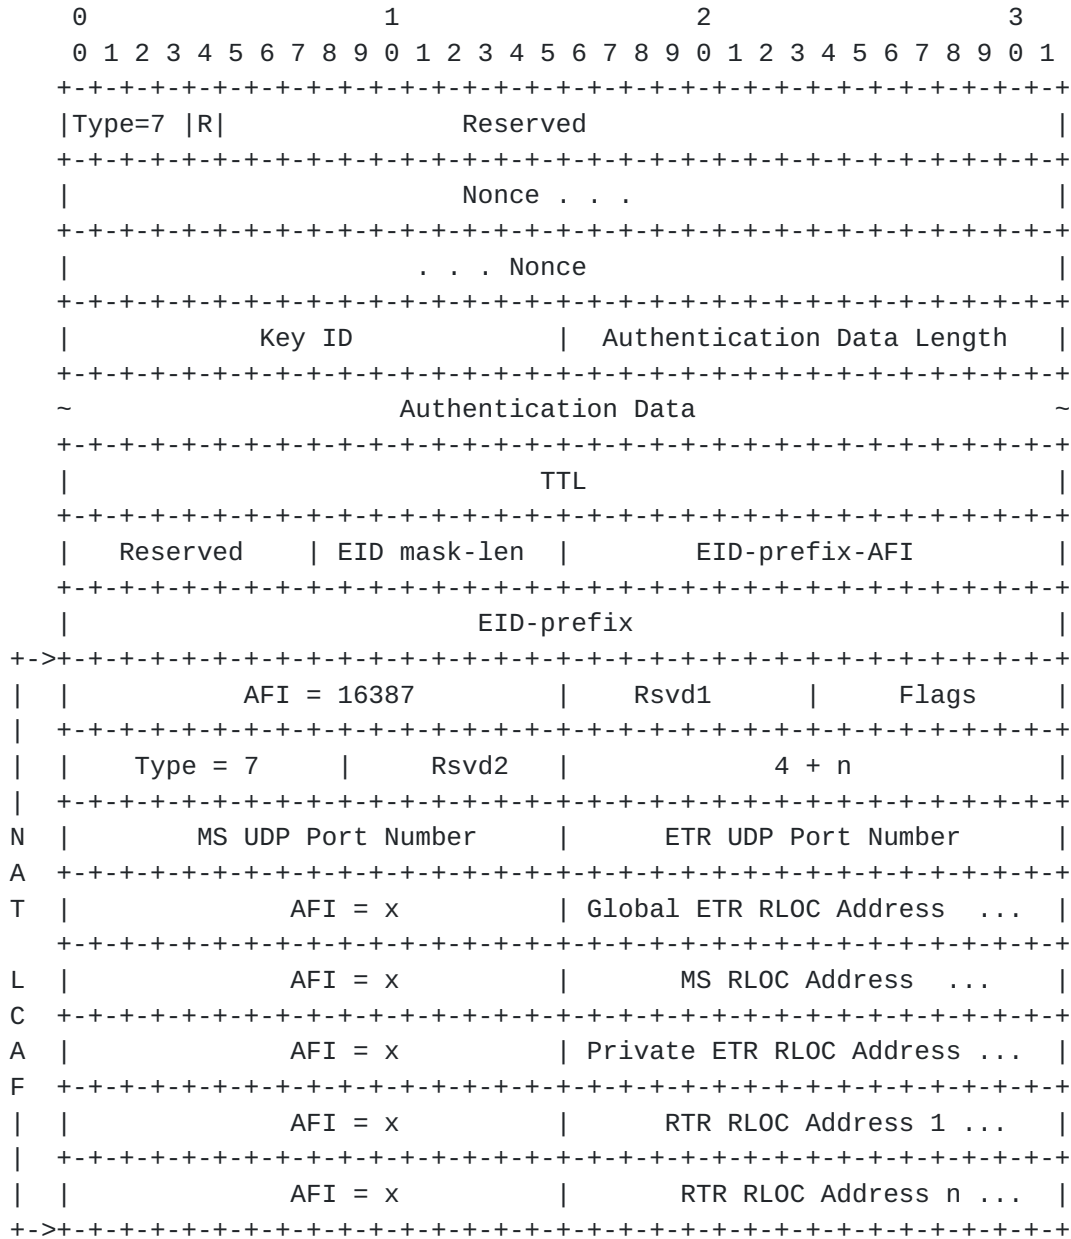 0                   1                   2                   3
     0 1 2 3 4 5 6 7 8 9 0 1 2 3 4 5 6 7 8 9 0 1 2 3 4 5 6 7 8 9 0 1
    +-+-+-+-+-+-+-+-+-+-+-+-+-+-+-+-+-+-+-+-+-+-+-+-+-+-+-+-+-+-+-+-+
    |Type=7 |R|               Reserved                              |
    +-+-+-+-+-+-+-+-+-+-+-+-+-+-+-+-+-+-+-+-+-+-+-+-+-+-+-+-+-+-+-+-+
    |                         Nonce . . .                           |
    +-+-+-+-+-+-+-+-+-+-+-+-+-+-+-+-+-+-+-+-+-+-+-+-+-+-+-+-+-+-+-+-+
    |                      . . . Nonce                              |
    +-+-+-+-+-+-+-+-+-+-+-+-+-+-+-+-+-+-+-+-+-+-+-+-+-+-+-+-+-+-+-+-+
    |            Key ID             |  Authentication Data Length   |
    +-+-+-+-+-+-+-+-+-+-+-+-+-+-+-+-+-+-+-+-+-+-+-+-+-+-+-+-+-+-+-+-+
    ~                     Authentication Data                       ~
    +-+-+-+-+-+-+-+-+-+-+-+-+-+-+-+-+-+-+-+-+-+-+-+-+-+-+-+-+-+-+-+-+
    |                              TTL                              |
    +-+-+-+-+-+-+-+-+-+-+-+-+-+-+-+-+-+-+-+-+-+-+-+-+-+-+-+-+-+-+-+-+
    |   Reserved    | EID mask-len  |        EID-prefix-AFI         |
    +-+-+-+-+-+-+-+-+-+-+-+-+-+-+-+-+-+-+-+-+-+-+-+-+-+-+-+-+-+-+-+-+
    |                          EID-prefix                           |
 +->+-+-+-+-+-+-+-+-+-+-+-+-+-+-+-+-+-+-+-+-+-+-+-+-+-+-+-+-+-+-+-+-+
 |  |           AFI = 16387         |    Rsvd1      |     Flags     |
 |  +-+-+-+-+-+-+-+-+-+-+-+-+-+-+-+-+-+-+-+-+-+-+-+-+-+-+-+-+-+-+-+-+
 |  |    Type = 7     |     Rsvd2   |             4 + n             |
 |  +-+-+-+-+-+-+-+-+-+-+-+-+-+-+-+-+-+-+-+-+-+-+-+-+-+-+-+-+-+-+-+-+
 N  |        MS UDP Port Number     |      ETR UDP Port Number      |
 A  +-+-+-+-+-+-+-+-+-+-+-+-+-+-+-+-+-+-+-+-+-+-+-+-+-+-+-+-+-+-+-+-+
 T  |              AFI = x          | Global ETR RLOC Address  ...  |
    +-+-+-+-+-+-+-+-+-+-+-+-+-+-+-+-+-+-+-+-+-+-+-+-+-+-+-+-+-+-+-+-+
 L  |              AFI = x          |       MS RLOC Address  ...    |
 C  +-+-+-+-+-+-+-+-+-+-+-+-+-+-+-+-+-+-+-+-+-+-+-+-+-+-+-+-+-+-+-+-+
 A  |              AFI = x          | Private ETR RLOC Address ...  |
 F  +-+-+-+-+-+-+-+-+-+-+-+-+-+-+-+-+-+-+-+-+-+-+-+-+-+-+-+-+-+-+-+-+
 |  |              AFI = x          |      RTR RLOC Address 1 ...   |
 |  +-+-+-+-+-+-+-+-+-+-+-+-+-+-+-+-+-+-+-+-+-+-+-+-+-+-+-+-+-+-+-+-+
 |  |              AFI = x          |       RTR RLOC Address n ...  |
 +->+-+-+-+-+-+-+-+-+-+-+-+-+-+-+-+-+-+-+-+-+-+-+-+-+-+-+-+-+-+-+-+-+